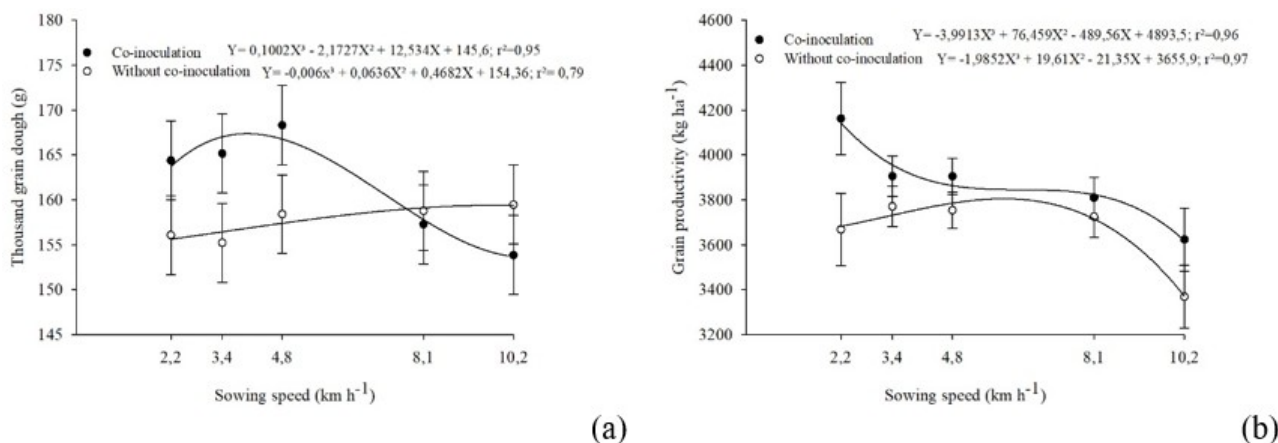 180
175
170
165
160
155
150
145
Thousand grain dough (g)
Co-inoculation Y= 0,1002X³ - 2,1727X² + 12,534X + 145,6; r²=0,95
Without co-inoculation Y= -0,006x³ + 0,0636X² + 0,4682X + 154,36; r²= 0,79
2,2 3,4 4,8 8,1 10,2
Sowing speed (km h⁻¹)
(a)
4600
4400
4200
4000
3800
3600
3400
3200
Grain productivity (kg ha⁻¹)
Co-inoculation Y= -3,9913X³ + 76,459X² - 489,56X + 4893,5; r²=0,96
Without co-inoculation Y= -1,9852X³ + 19,61X² - 21,35X + 3655,9; r²=0,97
2,2 3,4 4,8 8,1 10,2
Sowing speed (km h⁻¹)
(b)